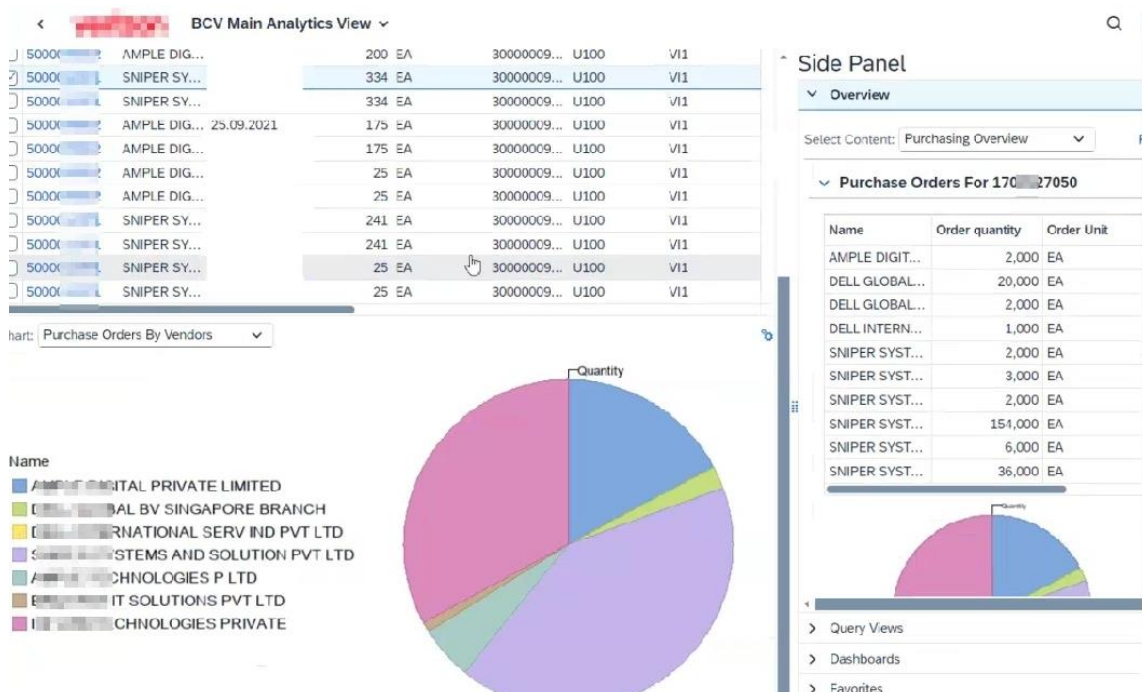 BCV Main Analytics View
AMPLE DIG... 200 EA 30000009... U100 VI1
SNIPER SY... 334 EA 30000009... U100 VI1
SNIPER SY... 334 EA 30000009... U100 VI1
AMPLE DIG... 25.09.2021 175 EA 30000009... U100 VI1
AMPLE DIG... 175 EA 30000009... U100 VI1
AMPLE DIG... 25 EA 30000009... U100 VI1
AMPLE DIG... 25 EA 30000009... U100 VI1
SNIPER SY... 241 EA 30000009... U100 VI1
SNIPER SY... 241 EA 30000009... U100 VI1
SNIPER SY... 25 EA 30000009... U100 VI1
SNIPER SY... 25 EA 30000009... U100 VI1
Purchase Orders By Vendors
Quantity
Name
PRIVATE LIMITED
BV SINGAPORE BRANCH
SERV IND PVT LTD
AND SOLUTION PVT LTD
P LTD
IT SOLUTIONS PVT LTD
PRIVATE
Side Panel
Overview
Select Content: Purchasing Overview
Purchase Orders For
Name Order quantity Order Unit
AMPLE DIGIT... 2,000 EA
DELL GLOBAL... 20,000 EA
DELL GLOBAL... 2,000 EA
DELL INTERN... 1,000 EA
SNIPER SYST... 2,000 EA
SNIPER SYST... 3,000 EA
SNIPER SYST... 2,000 EA
SNIPER SYST... 154,000 EA
SNIPER SYST... 6,000 EA
SNIPER SYST... 36,000 EA
Quantity
Query Views
Dashboards
Favorites